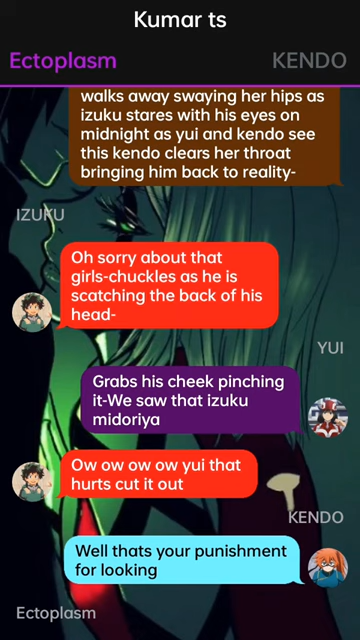 Kumar ts
Ectoplasm KENDO
walks away swaying her hips as
izuku stares with his eyes on
midnight as yui and kendo see
this kendo clears her throat
bringing him back to reality-
IZUKU
Oh sorry about that
girls-chuckles as he is
scatching the back of his
head-
YUI
Grabs his cheek pinching
it-We saw that izuku
midoriya
Ow ow ow ow yui that
hurts cut it out
KENDO
Well thats your punishment
for looking
Ectoplasm